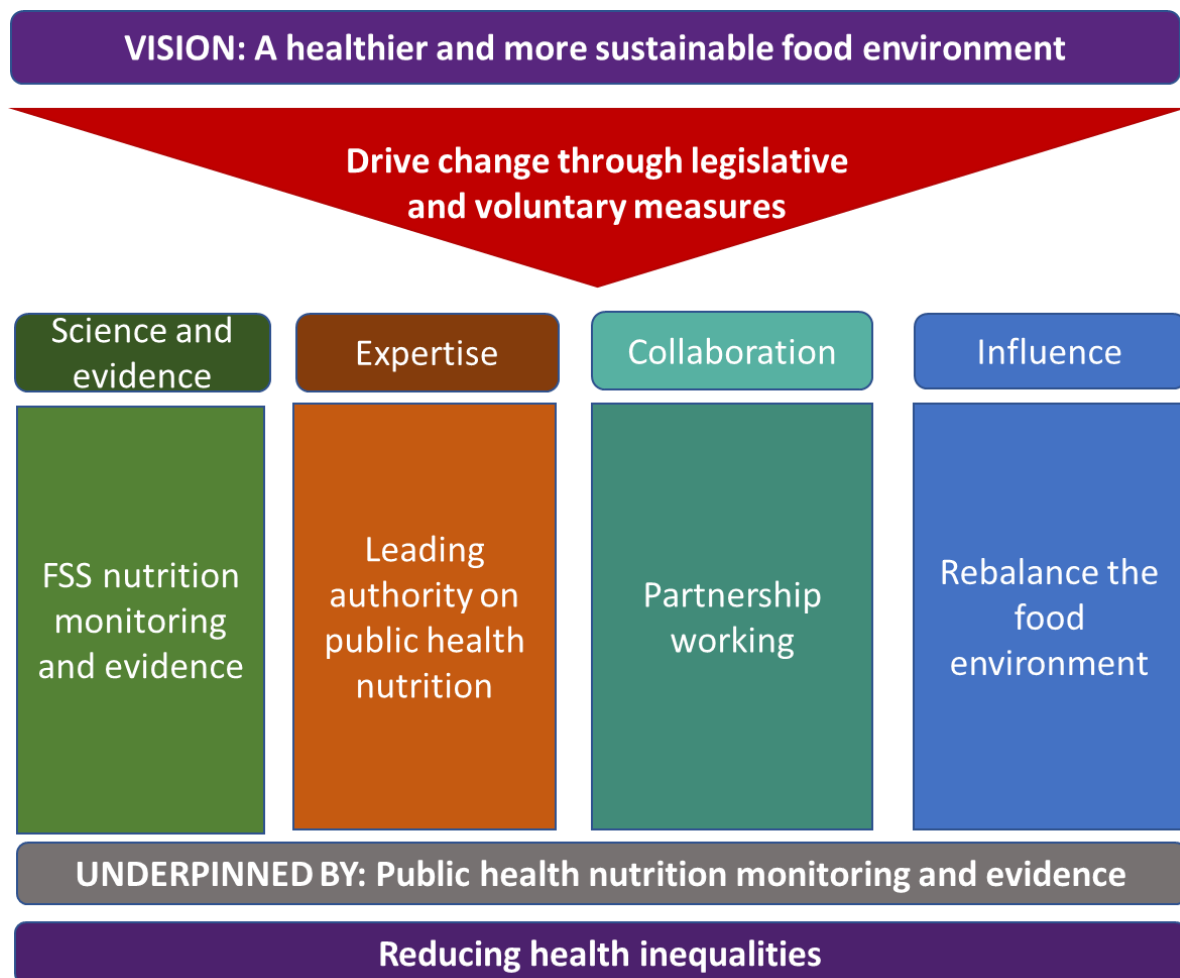 VISION: A healthier and more sustainable food environment
Drive change through legislative
and voluntary measures
Science and
evidence
Expertise
Collaboration
Influence
FSS nutrition
monitoring
and evidence
Leading
authority on
public health
nutrition
Partnership
working
Rebalance the
food
environment
UNDERPINNED BY: Public health nutrition monitoring and evidence
Reducing health inequalities